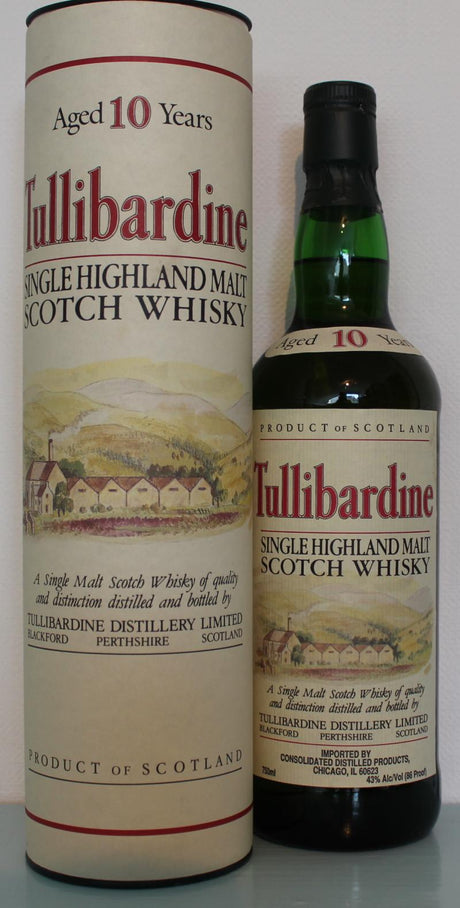 Aged 10 Years
Tullibardine
SINGLE HIGHLAND MALT
SCOTCH WHISKY
A Single Malt Scotch Whisky of quality
and distinction distilled and bottled by
TULLIBARDINE DISTILLERY LIMITED
BLACKFORD PERTHSHIRE SCOTLAND
PRODUCT OF SCOTLAND
Aged 10 Years
PRODUCT OF SCOTLAND
Tullibardine
SINGLE HIGHLAND MALT
SCOTCH WHISKY
A Single Malt Scotch Whisky of quality
and distinction distilled and bottled by
TULLIBARDINE DISTILLERY LIMITED
BLACKFORD PERTHSHIRE SCOTLAND
IMPORTED BY
CONSOLIDATED DISTILLED PRODUCTS,
CHICAGO, IL 60623
750ml 43% Alc/Vol (86 Proof)